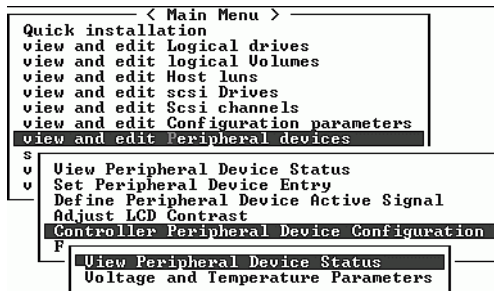 < Main Menu >
Quick installation
view and edit Logical drives
view and edit logical Volumes
view and edit Host luns
view and edit scsi Drives
view and edit Scsi channels
view and edit Configuration parameters
view and edit Peripheral devices
s
v
v
View Peripheral Device Status
Set Peripheral Device Entry
Define Peripheral Device Active Signal
Adjust LCD Contrast
Controller Peripheral Device Configuration
F
View Peripheral Device Status
Voltage and Temperature Parameters